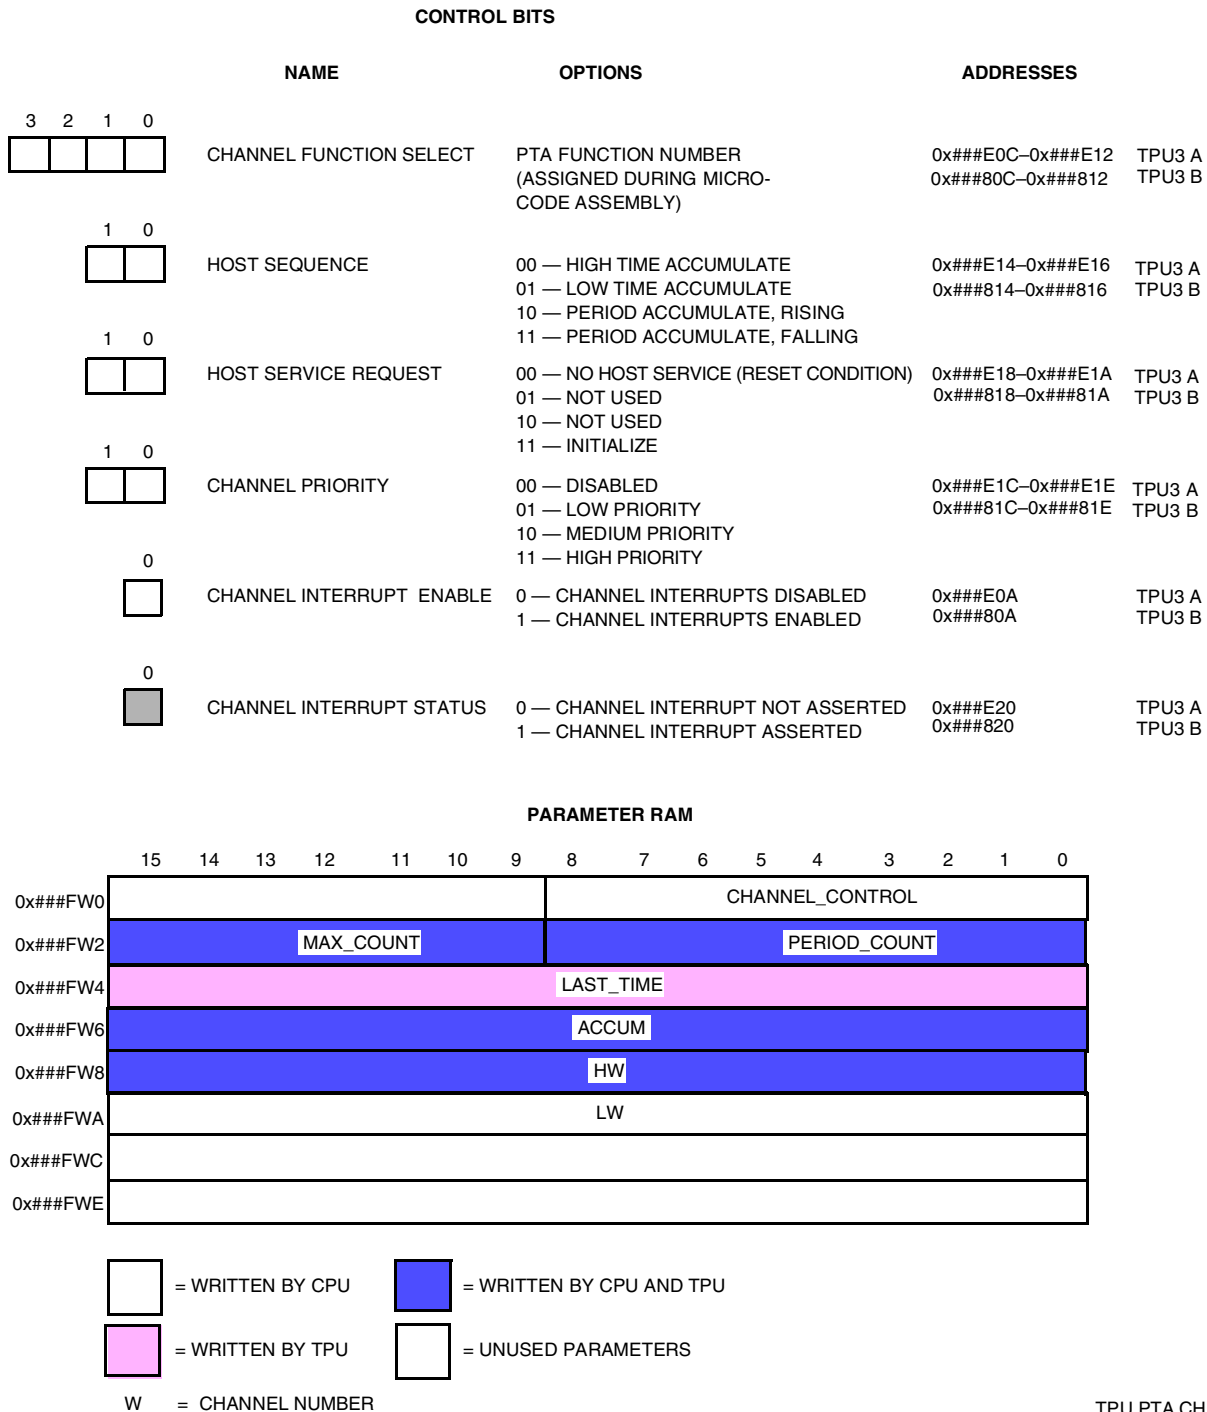 CONTROL BITS
NAME OPTIONS ADDRESSES
3 2 1 0
CHANNEL FUNCTION SELECT PTA FUNCTION NUMBER 0x###E0C–0x###E12 TPU3 A
(ASSIGNED DURING MICRO- 0x###80C–0x###812 TPU3 B
CODE ASSEMBLY)
1 0
HOST SEQUENCE 00 — HIGH TIME ACCUMULATE 0x###E14–0x###E16 TPU3 A
01 — LOW TIME ACCUMULATE 0x###814–0x###816 TPU3 B
10 — PERIOD ACCUMULATE, RISING
11 — PERIOD ACCUMULATE, FALLING
1 0
HOST SERVICE REQUEST 00 — NO HOST SERVICE (RESET CONDITION) 0x###E18–0x###E1A TPU3 A
01 — NOT USED 0x###818–0x###81A TPU3 B
10 — NOT USED
11 — INITIALIZE
1 0
CHANNEL PRIORITY 00 — DISABLED 0x###E1C–0x###E1E TPU3 A
01 — LOW PRIORITY 0x###81C–0x###81E TPU3 B
10 — MEDIUM PRIORITY
11 — HIGH PRIORITY
0
CHANNEL INTERRUPT ENABLE 0 — CHANNEL INTERRUPTS DISABLED 0x###E0A TPU3 A
1 — CHANNEL INTERRUPTS ENABLED 0x###80A TPU3 B
0
CHANNEL INTERRUPT STATUS 0 — CHANNEL INTERRUPT NOT ASSERTED 0x###E20 TPU3 A
1 — CHANNEL INTERRUPT ASSERTED 0x###820 TPU3 B
PARAMETER RAM
15 14 13 12 11 10 9 8 7 6 5 4 3 2 1 0
0x###FW0 CHANNEL_CONTROL
0x###FW2 MAX_COUNT PERIOD_COUNT
0x###FW4 LAST_TIME
0x###FW6 ACCUM
0x###FW8 HW
0x###FWA LW
0x###FWC
0x###FWE
= WRITTEN BY CPU = WRITTEN BY CPU AND TPU
= WRITTEN BY TPU = UNUSED PARAMETERS
W = CHANNEL NUMBER
TPU PTA CH